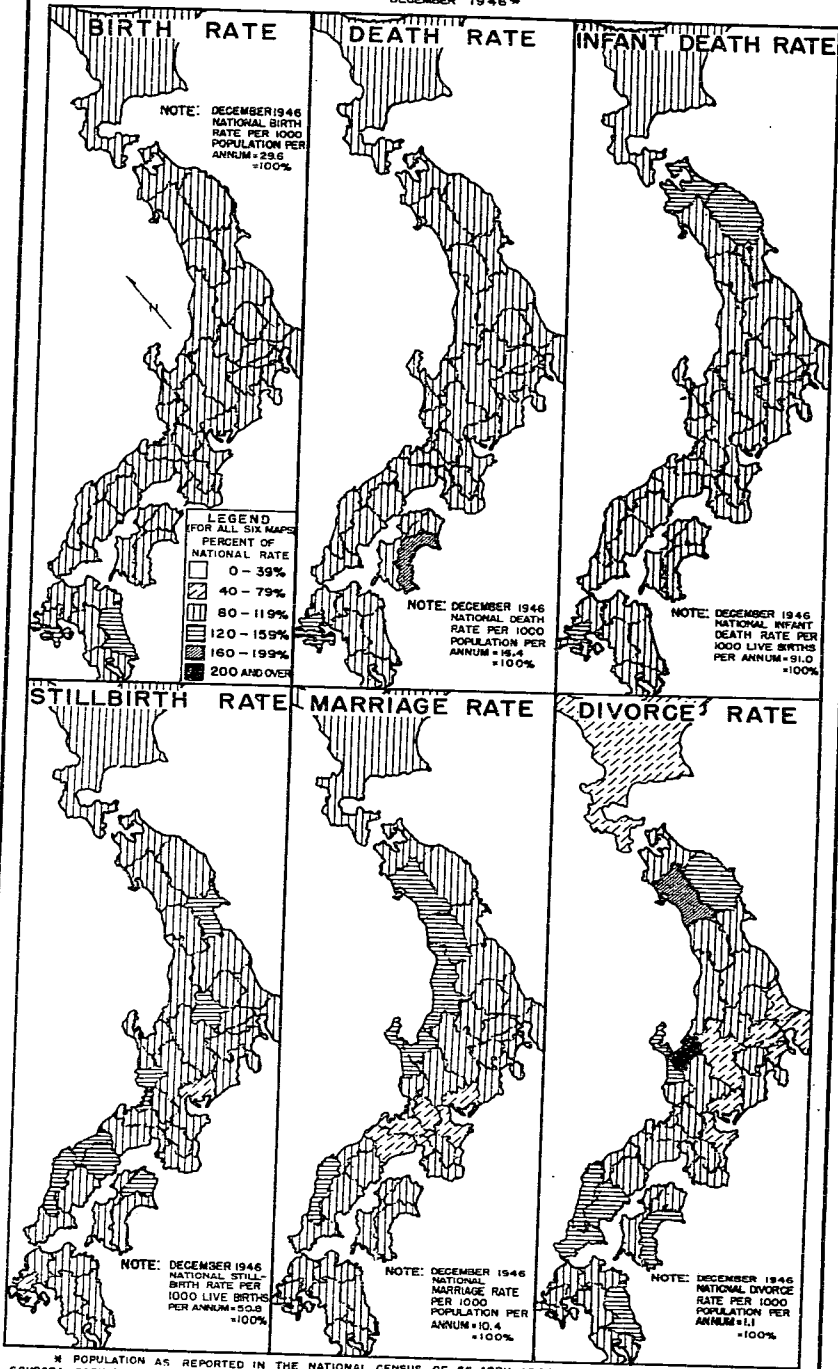 DECEMBER 1946*
BIRTH RATE
NOTE: DECEMBER 1946
NATIONAL BIRTH
RATE PER 1000
POPULATION PER
ANNUM = 29.6
= 100%
LEGEND
(FOR ALL SIX MAPS)
PERCENT OF
NATIONAL RATE
0 - 39%
40 - 79%
80 - 119%
120 - 159%
160 - 199%
200 AND OVER
DEATH RATE
NOTE: DECEMBER 1946
NATIONAL DEATH
RATE PER 1000
POPULATION PER
ANNUM = 15.4
= 100%
INFANT DEATH RATE
NOTE: DECEMBER 1946
NATIONAL INFANT
DEATH RATE PER
1000 LIVE BIRTHS
PER ANNUM = 91.0
= 100%
STILLBIRTH RATE
NOTE: DECEMBER 1946
NATIONAL STILL-
BIRTH RATE PER
1000 LIVE BIRTHS
PER ANNUM = 50.8
= 100%
MARRIAGE RATE
NOTE: DECEMBER 1946
NATIONAL
MARRIAGE RATE
PER 1000
POPULATION PER
ANNUM = 10.4
= 100%
DIVORCE RATE
NOTE: DECEMBER 1946
NATIONAL DIVORCE
RATE PER 1000
POPULATION PER
ANNUM = 1.1
= 100%
* POPULATION AS REPORTED IN THE NATIONAL CENSUS OF